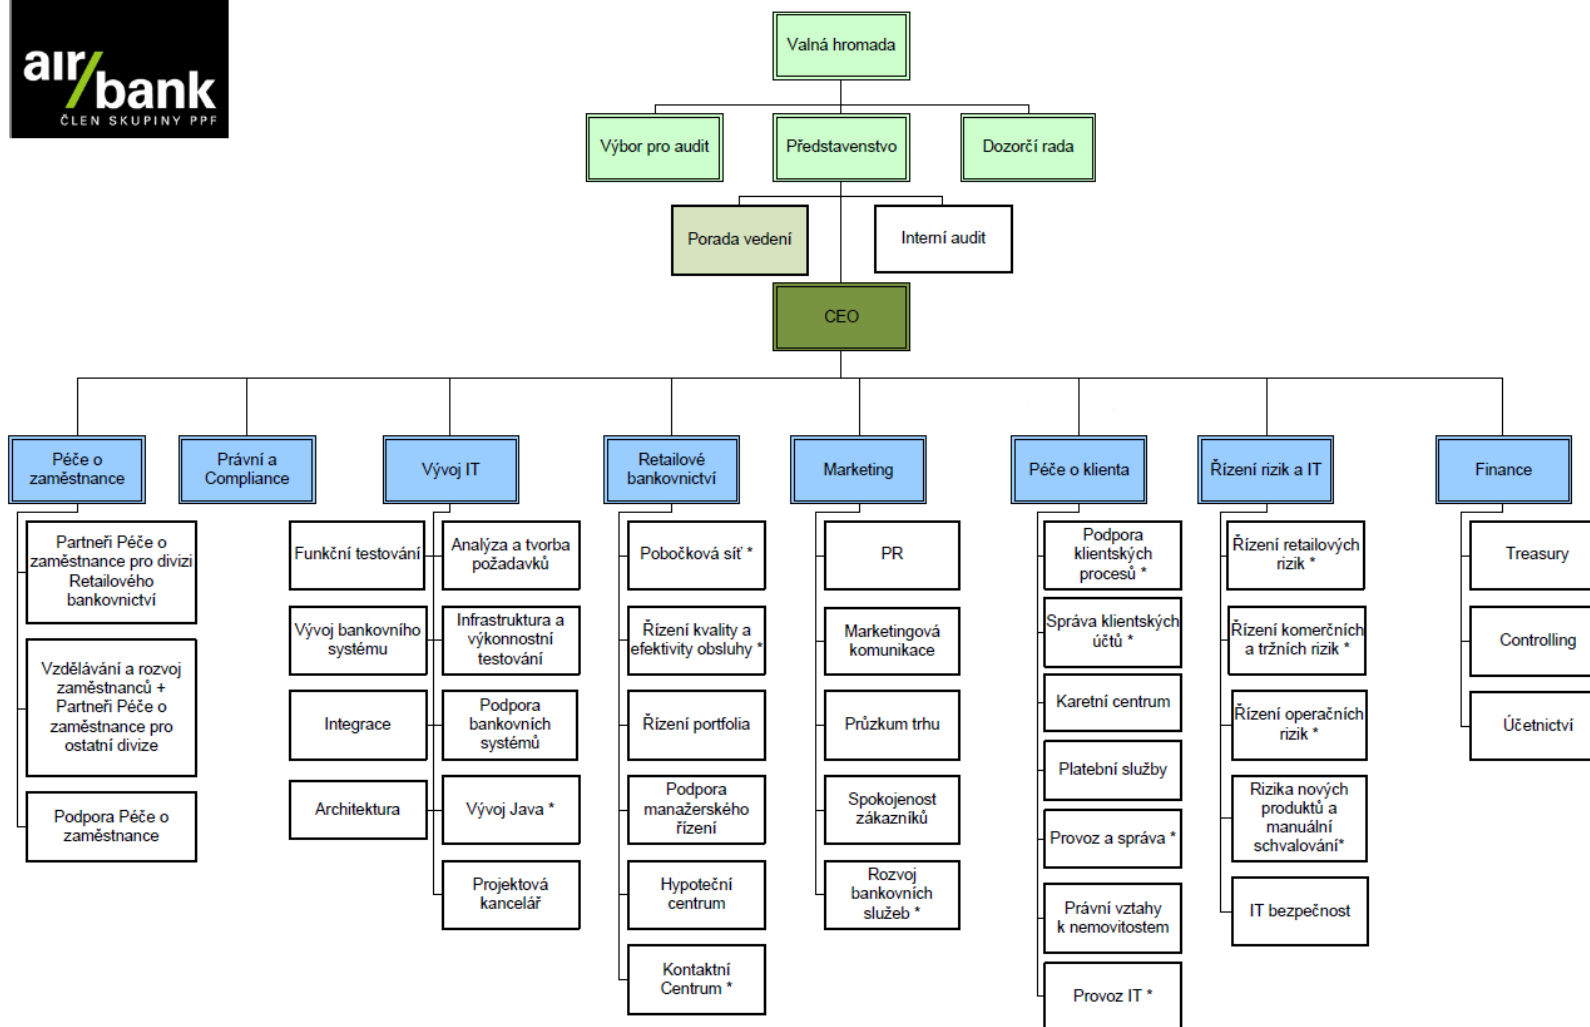 air/bank
ČLEN SKUPINY PPF
Valná hromada
Výbor pro audit
Představenstvo
Dozorčí rada
Porada vedení
Interní audit
CEO
Péče o
zaměstnance
Právní a
Compliance
Vývoj IT
Retailové
bankovnictví
Marketing
Péče o klienta
Řízení rizik a IT
Finance
Partneři Péče o
zaměstnance pro divizi
Retailového
bankovnictví
Vzdělávání a rozvoj
zaměstnanců +
Partneři Péče o
zaměstnance pro
ostatní divize
Podpora Péče o
zaměstnance
Funkční testování
Vývoj bankovního
systému
Integrace
Architektura
Analýza a tvorba
požadavků
Infrastruktura a
výkonnostní
testování
Podpora
bankovních
systémů
Vývoj Java *
Projektová
kancelář
Pobočková síť *
Řízení kvality a
efektivity obsluhy *
Řízení portfolia
Podpora
manažerského
řízení
Hypoteční
centrum
Kontaktní
Centrum *
PR
Marketingová
komunikace
Průzkum trhu
Spokojenost
zákazníků
Rozvoj
bankovních
služeb *
Podpora
klientských
procesů *
Správa klientských
účtů *
Karetní centrum
Platební služby
Provoz a správa *
Právní vztahy
k nemovitostem
Provoz IT *
Řízení retailových
rizik *
Řízení komerčních
a tržních rizik *
Řízení operačních
rizik *
Rizika nových
produktů a
manuální
schvalování*
IT bezpečnost
Treasury
Controlling
Účetnictví